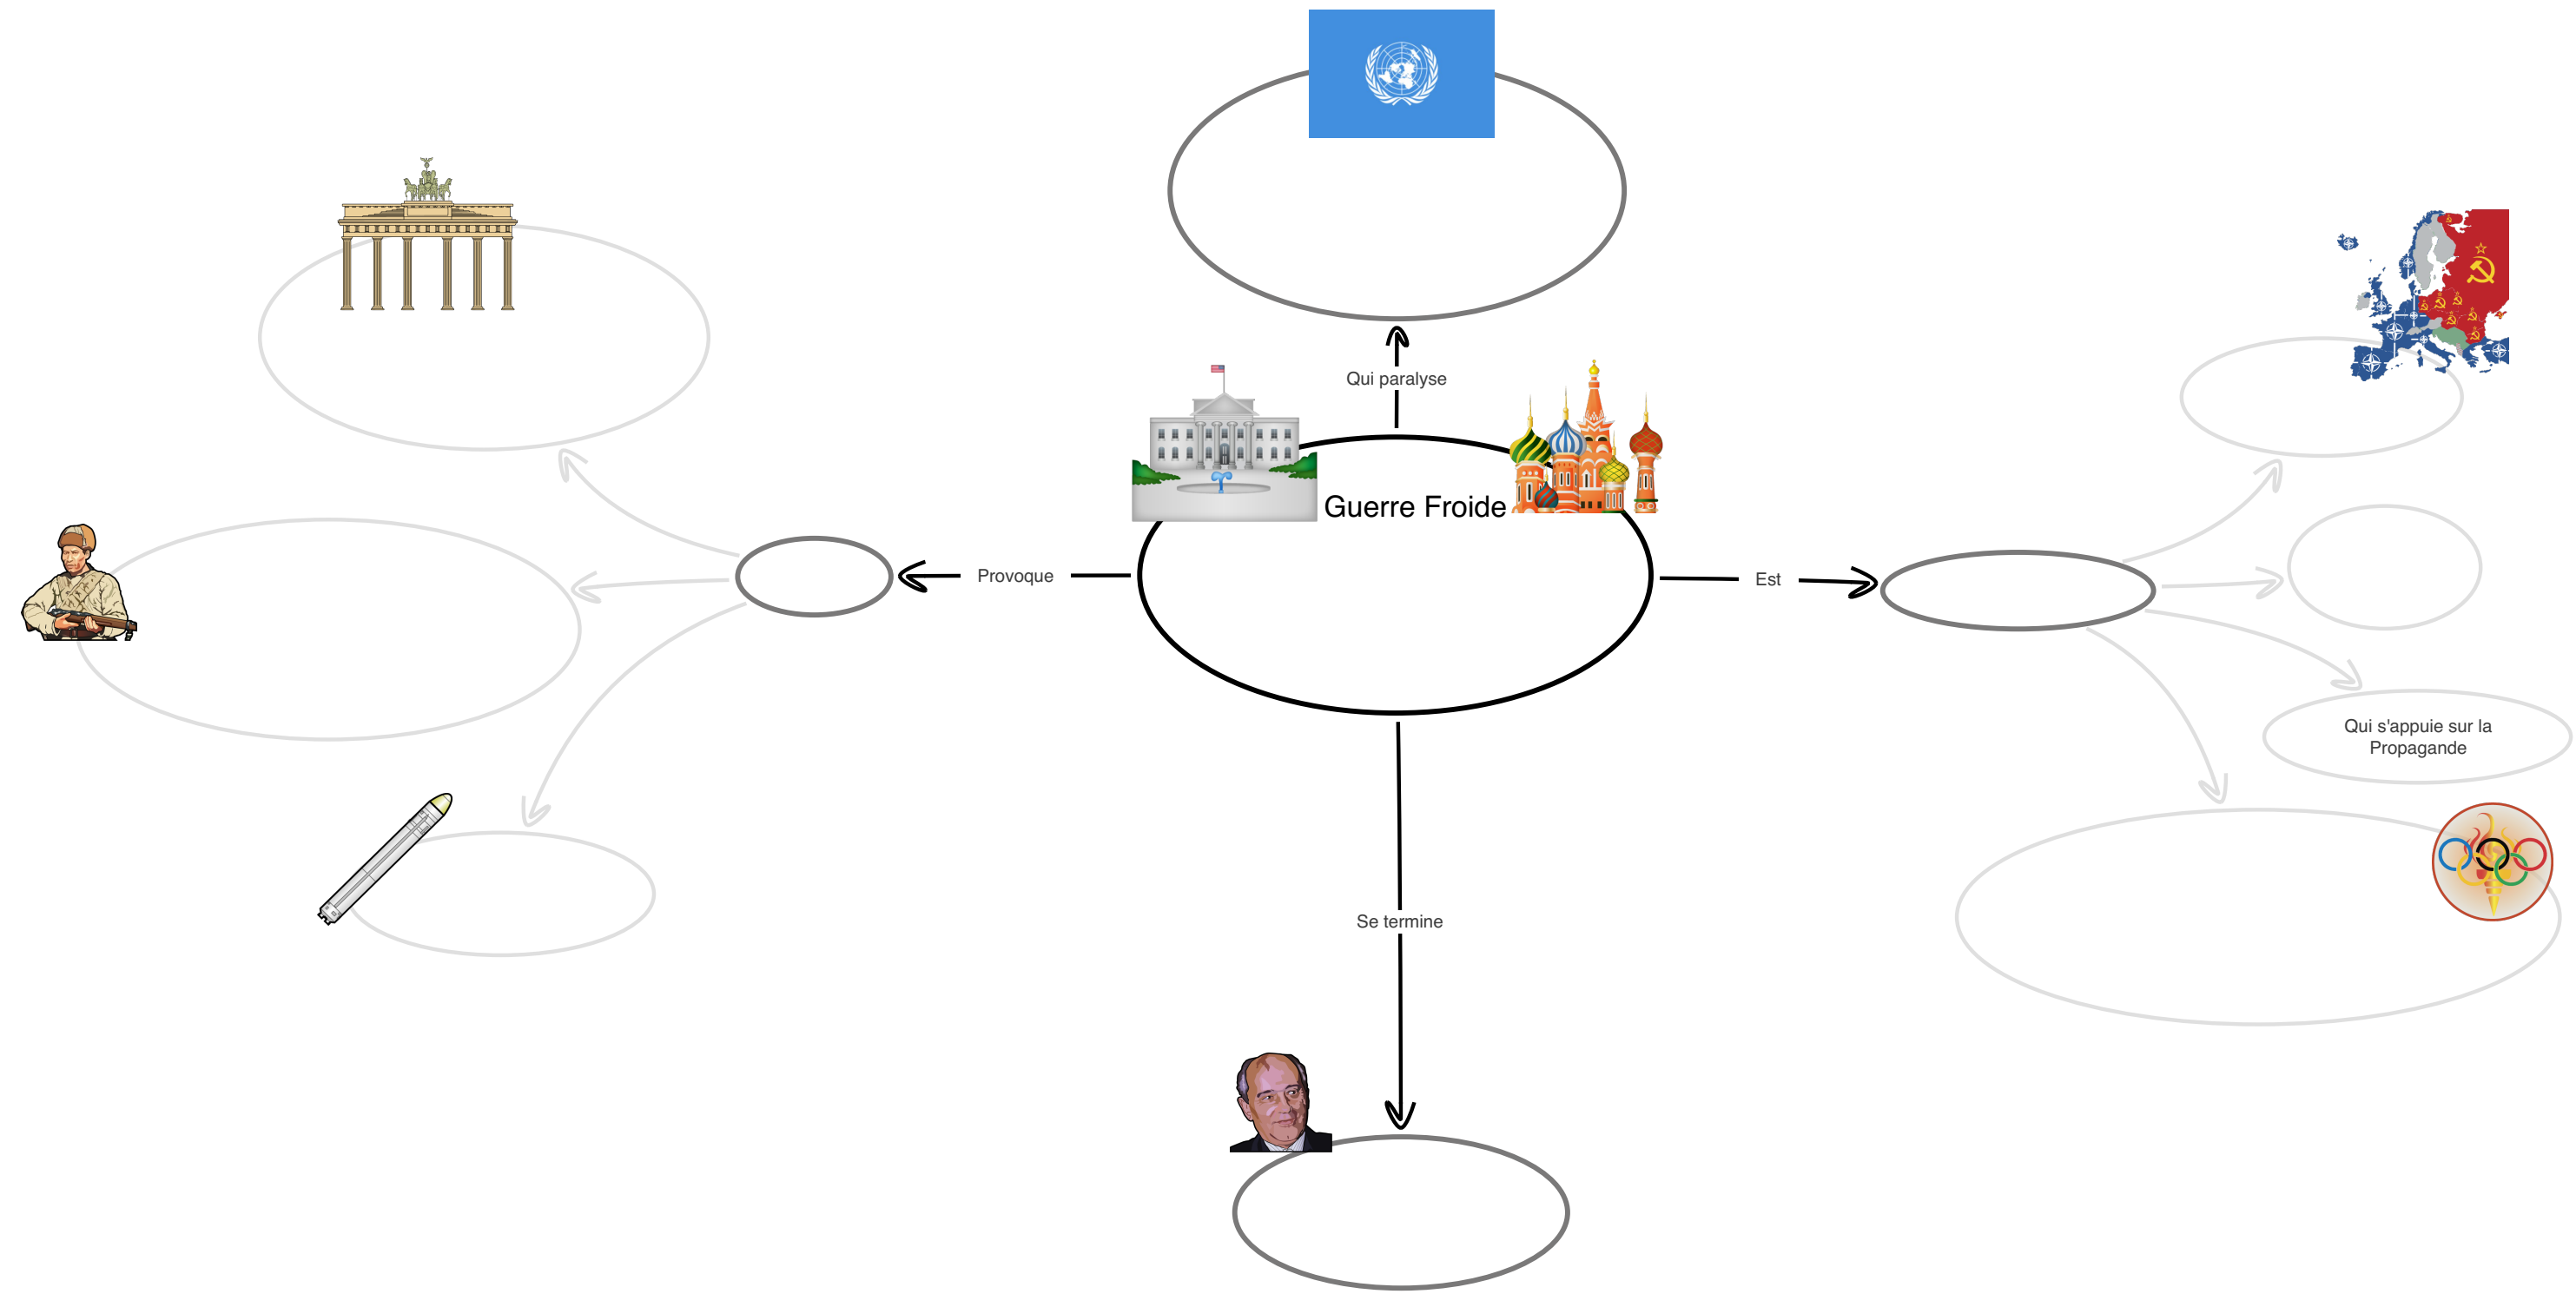 Qui paralyse
Guerre Froide
Provoque
Est
Qui s'appuie sur la
Propagande
Se termine